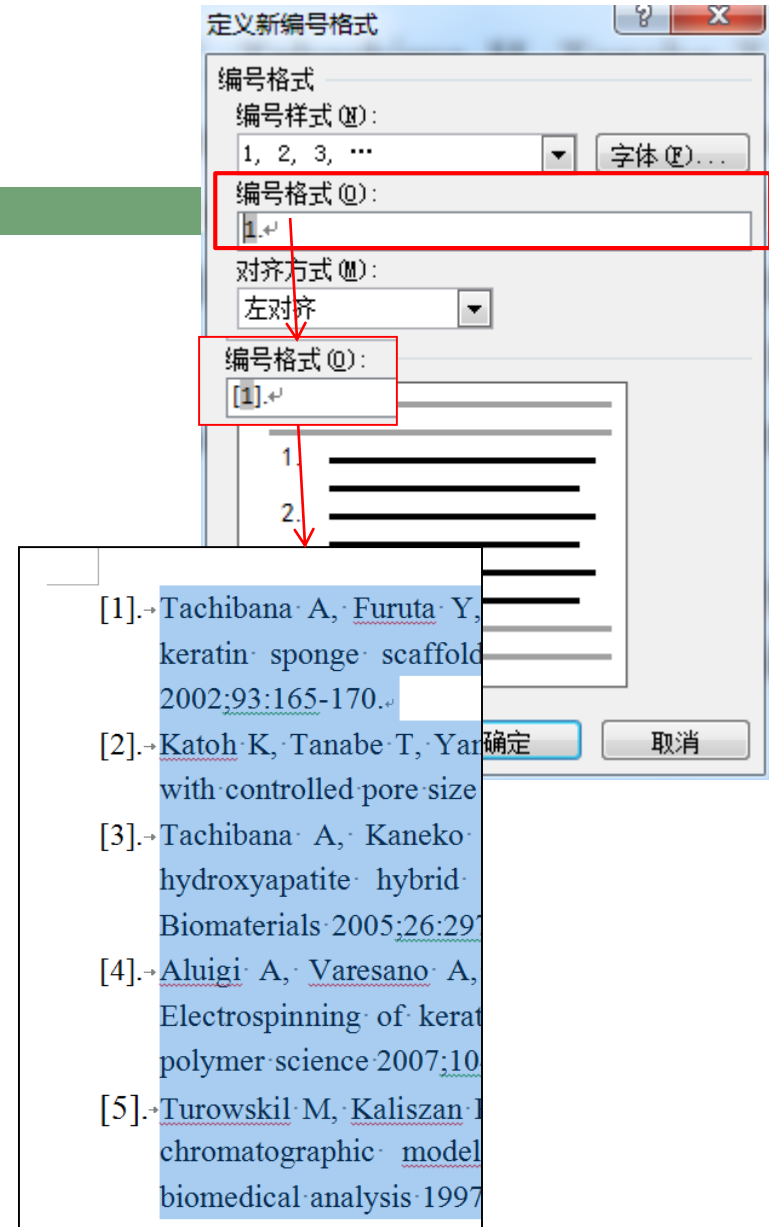 定义新编号格式
编号格式
编号样式(N):
1, 2, 3, …
字体(F)...
编号格式(O):
1.
对齐方式(M):
左对齐
编号格式(O):
[1].
1.
2.
[1]. Tachibana A, Furuta Y,
keratin sponge scaffold
2002;93:165-170.
[2]. Katoh K, Tanabe T,
with controlled pore size
[3]. Tachibana A, Kaneko
hydroxyapatite hybrid
Biomaterials 2005;26:297
[4]. Aluigi A, Varesano A,
Electrospinning of
polymer science 2007;10
[5]. Turowskil M, Kaliszan
chromatographic model
biomedical analysis 1997
确定
取消